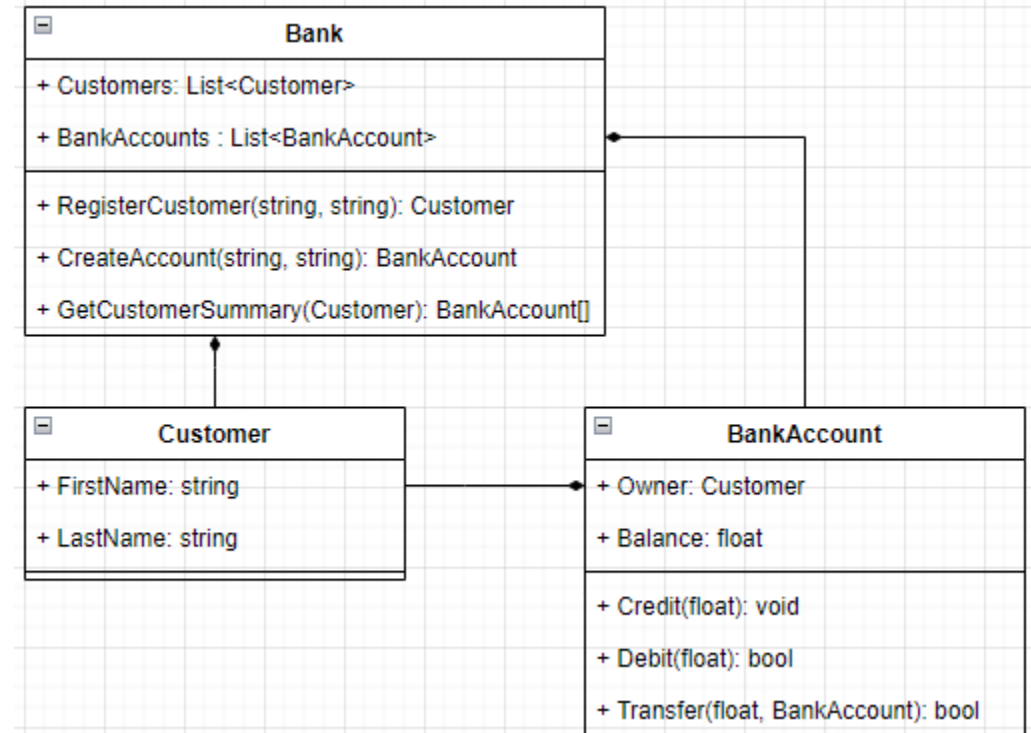 Bank
+ Customers: List<Customer>
+ BankAccounts : List<BankAccount>
+ RegisterCustomer(string, string): Customer
+ CreateAccount(string, string): BankAccount
+ GetCustomerSummary(Customer): BankAccount[]
Customer
+ FirstName: string
+ LastName: string
BankAccount
+ Owner: Customer
+ Balance: float
+ Credit(float): void
+ Debit(float): bool
+ Transfer(float, BankAccount): bool